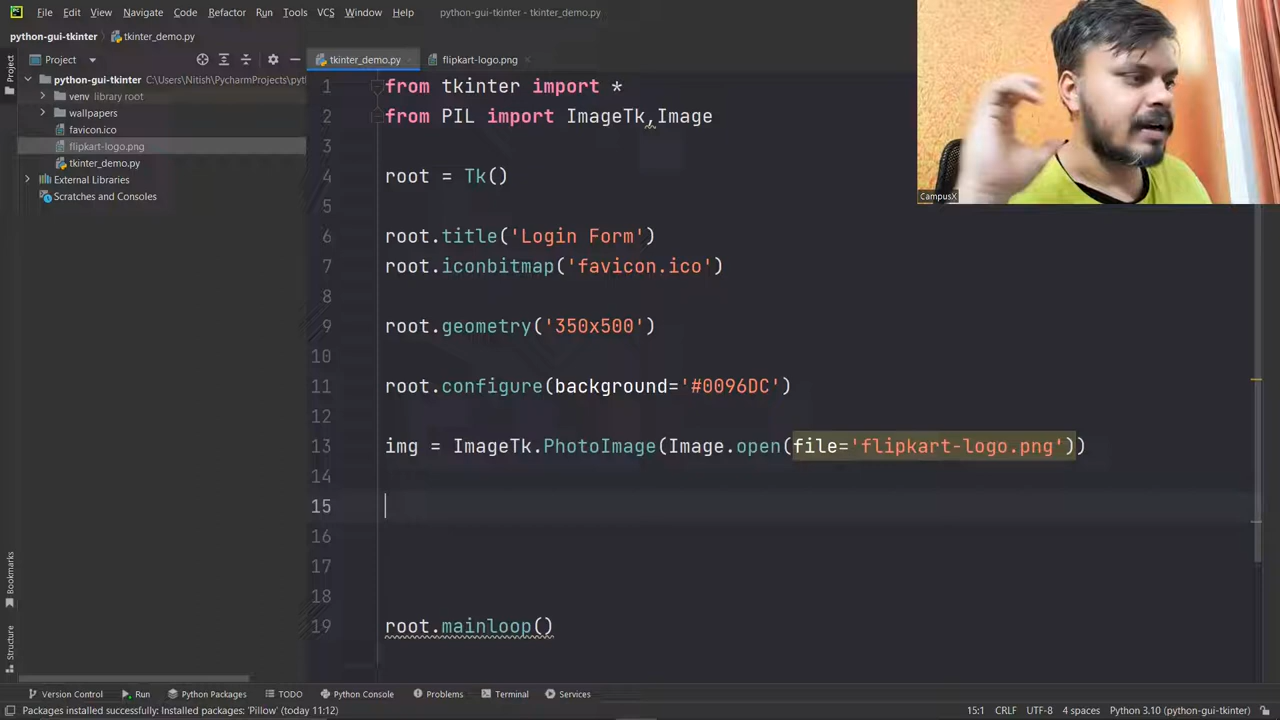 File Edit View Navigate Code Refactor Run Tools VCS Window Help python-gui-tkinter - tkinter_demo.py
python-gui-tkinter tkinter_demo.py
Project
Project
tkinter_demo.py
flipkart-logo.png
python-gui-tkinter C:\Users\Nitish\PycharmProjects\pyth
venv library root
wallpapers
favicon.ico
flipkart-logo.png
tkinter_demo.py
External Libraries
Scratches and Consoles
1 from tkinter import *
2 from PIL import ImageTk,Image
3
4 root = Tk()
5
6 root.title('Login Form')
7 root.iconbitmap('favicon.ico')
8
9 root.geometry('350x500')
10
11 root.configure(background='#0096DC')
12
13 img = ImageTk.PhotoImage(Image.open(file='flipkart-logo.png'))
14
15
16
17
18
19 root.mainloop()
CampusX
Bookmarks
Structure
Version Control Run Python Packages TODO Python Console Problems Terminal Services
Packages installed successfully: Installed packages: 'Pillow' (today 11:12) 15:1 CRLF UTF-8 4 spaces Python 3.10 (python-gui-tkinter)